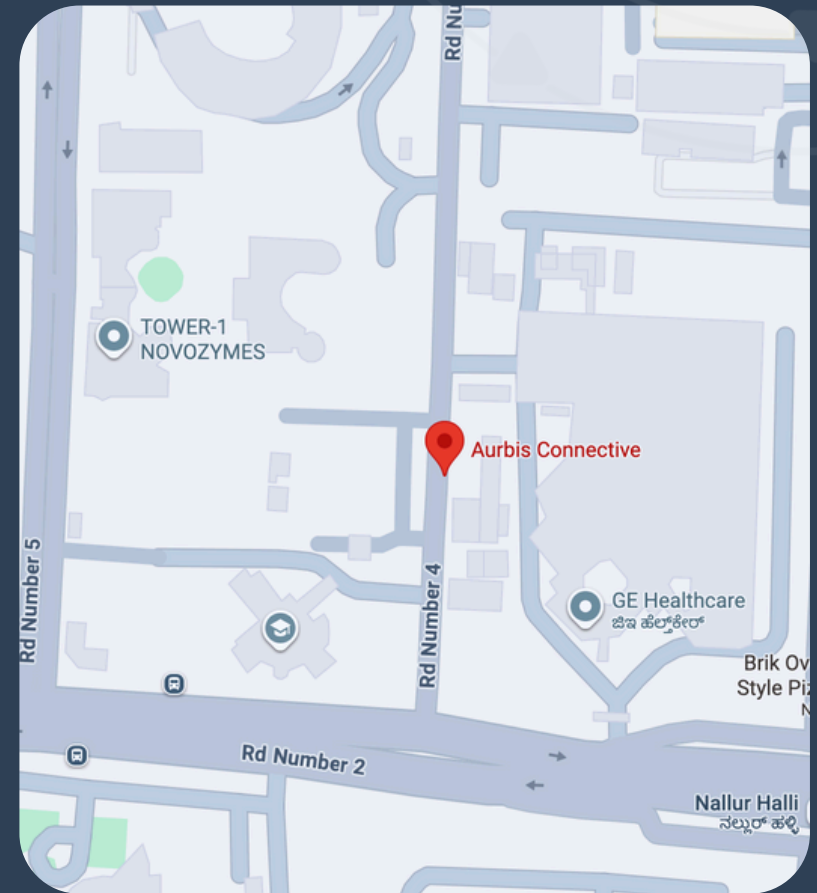 Rd Nu
TOWER-1
NOVOZYMES
Aurbis Connective
Rd Number 5
Rd Number 4
GE Healthcare
ಜಿಇ ಹೆಲ್ತ್‌ಕೇರ್
Brik Ov
Style Piz
N
Rd Number 2
Nallur Halli
ನಲ್ಲುರ್ ಹಳ್ಳಿ